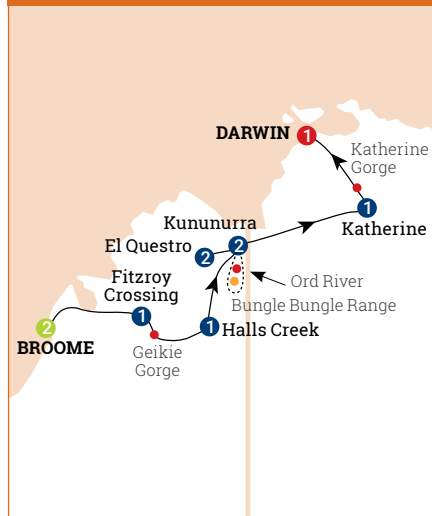 DARWIN 1
Katherine
Gorge
Kununurra
1
El Questro 2
2
Katherine
Fitzroy
Crossing
Ord River
1
Bungle Bungle Range
2
1 Halls Creek
BROOME
Geikie
Gorge